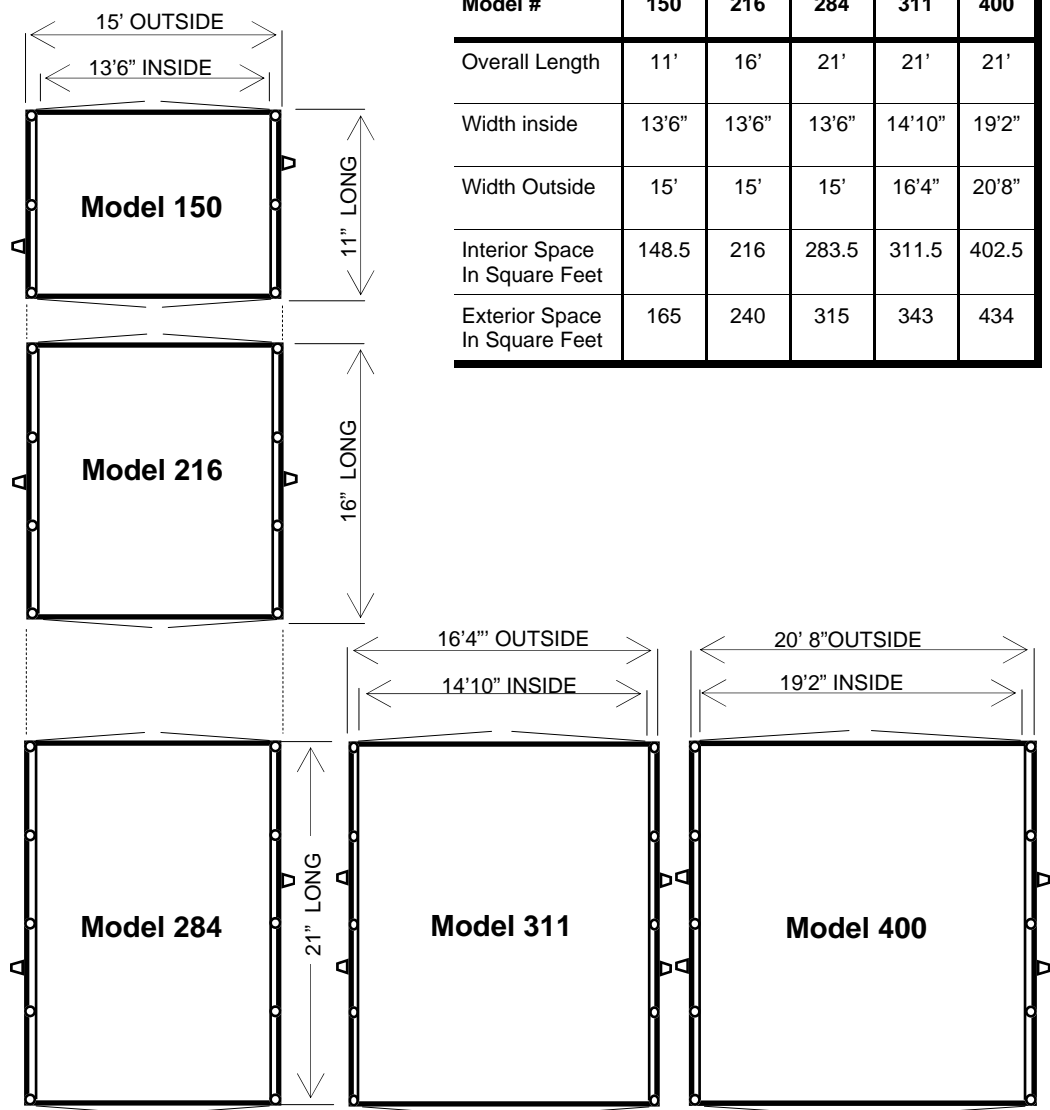 15’ OUTSIDE
13’6” INSIDE
Model 150
11” LONG
Model # 150 216 284 311 400
Overall Length 11’ 16’ 21’ 21’ 21’
Width inside 13’6” 13’6” 13’6” 14’10” 19’2”
Width Outside 15’ 15’ 15’ 16’4” 20’8”
Interior Space 148.5 216 283.5 311.5 402.5
In Square Feet
Exterior Space 165 240 315 343 434
In Square Feet
Model 216
16” LONG
16’4”’ OUTSIDE
14’10” INSIDE
20’ 8”OUTSIDE
19’2” INSIDE
Model 284
21” LONG
Model 311
Model 400